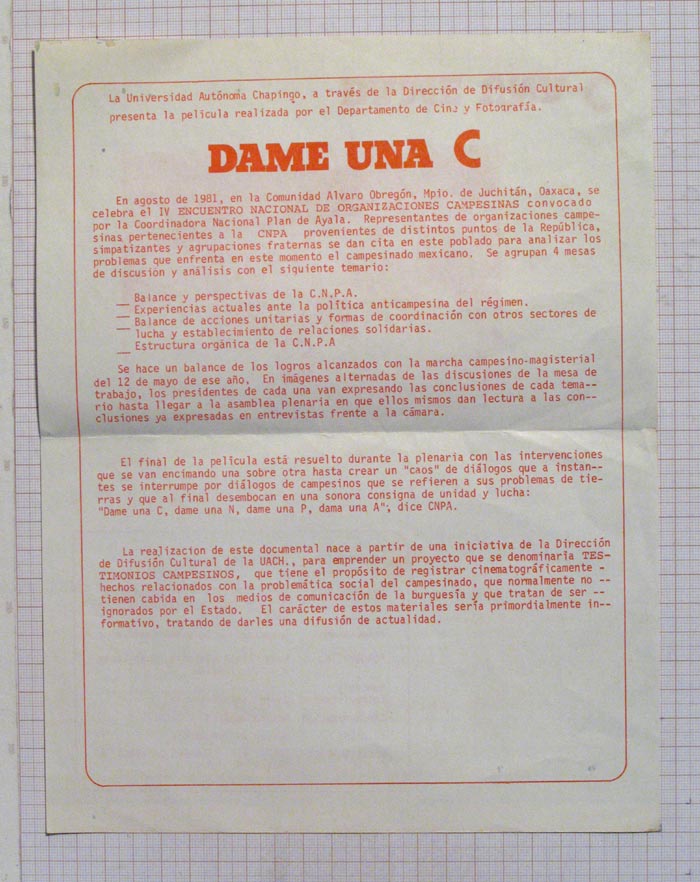 La Universidad Autónoma Chapingo, a través de la Dirección de Difusión Cultural
presenta la película realizada por el Departamento de Cine y Fotografía.
DAME UNA C
En agosto de 1981, en la Comunidad Alvaro Obregón, Mpio. de Juchitán, Oaxaca, se
celebra el IV ENCUENTRO NACIONAL DE ORGANIZACIONES CAMPESINAS convocado
por la Coordinadora Nacional Plan de Ayala. Representantes de organizaciones campe-
sinas pertenecientes a la CNPA provenientes de distintos puntos de la República,
simpatizantes y agrupaciones fraternas se dan cita en este poblado para analizar los
problemas que enfrenta en este momento el campesinado mexicano. Se agrupan 4 mesas
de discusión y análisis con el siguiente temario:
__ Balance y perspectivas de la C.N.P.A.
__ Experiencias actuales ante la política anticampesina del régimen.
__ Balance de acciones unitarias y formas de coordinación con otros sectores de
lucha y establecimiento de relaciones solidarias.
__ Estructura orgánica de la C.N.P.A
Se hace un balance de los logros alcanzados con la marcha campesino-magisterial
del 12 de mayo de ese año. En imágenes alternadas de las discusiones de la mesa de
trabajo, los presidentes de cada una van expresando las conclusiones de cada tema--
rio hasta llegar a la asamblea plenaria en que ellos mismos dan lectura a las con--
clusiones ya expresadas en entrevistas frente a la cámara.
El final de la película está resuelto durante la plenaria con las intervenciones
que se van encimando una sobre otra hasta crear un "caos" de diálogos que a instan--
tes se interrumpe por diálogos de campesinos que se refieren a sus problemas de tie-
rras y que al final desembocan en una sonora consigna de unidad y lucha:
"Dame una C, dame una N, dame una P, dama una A"; dice CNPA.
La realizacion de este documental nace a partir de una iniciativa de la Dirección
de Difusión Cultural de la UACH., para emprender un proyecto que se denominaría TES-
TIMONIOS CAMPESINOS, que tiene el propósito de registrar cinematográficamente -
hechos relacionados con la problemática social del campesinado, que normalmente no --
tienen cabida en los medios de comunicación de la burguesía y que tratan de ser --
ignorados por el Estado. El carácter de estos materiales sería primordialmente in--
formativo, tratando de darles una difusión de actualidad.